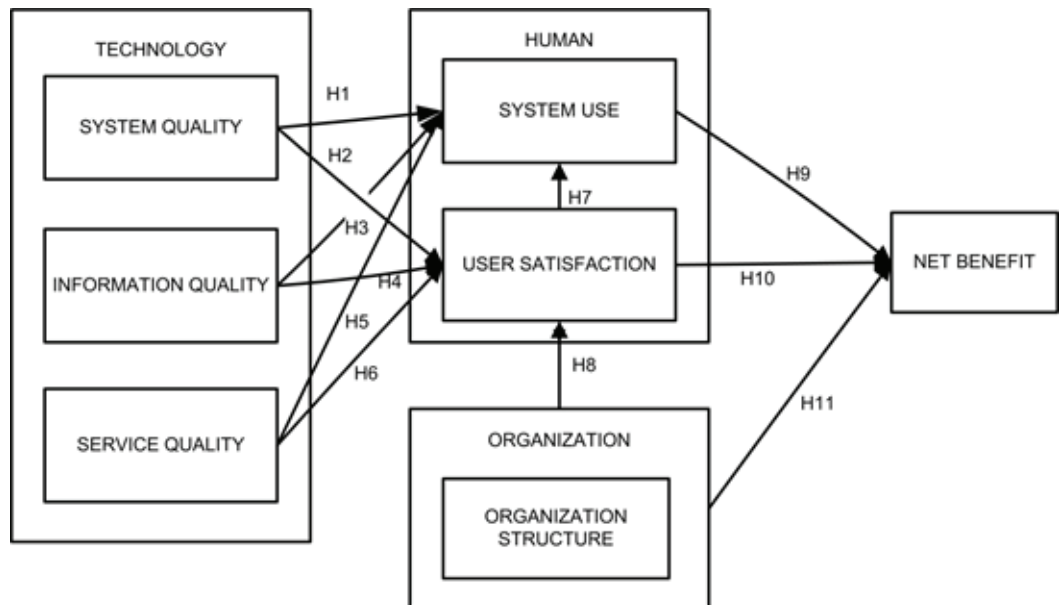 TECHNOLOGY
SYSTEM QUALITY
INFORMATION QUALITY
SERVICE QUALITY
H1
H2
H3
H4
H5
H6
HUMAN
SYSTEM USE
H7
USER SATISFACTION
H8
ORGANIZATION
ORGANIZATION
STRUCTURE
H9
H10
H11
NET BENEFIT